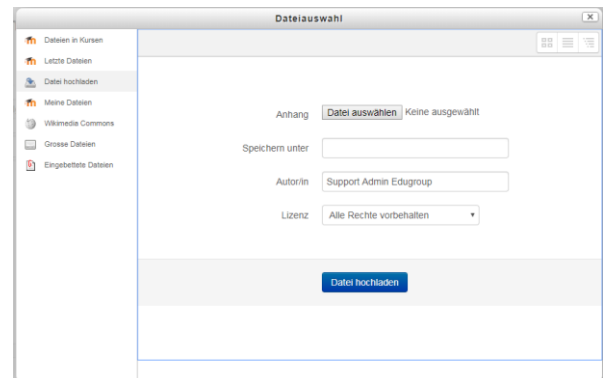 Dateiauswahl
Dateien in Kursen
Letzte Dateien
Datei hochladen
Meine Dateien
Wikimedia Commons
Grosse Dateien
Eingebettete Dateien
Anhang Datei auswählen Keine ausgewählt
Speichern unter
Autor/in Support Admin Edugroup
Lizenz Alle Rechte vorbehalten
Datei hochladen